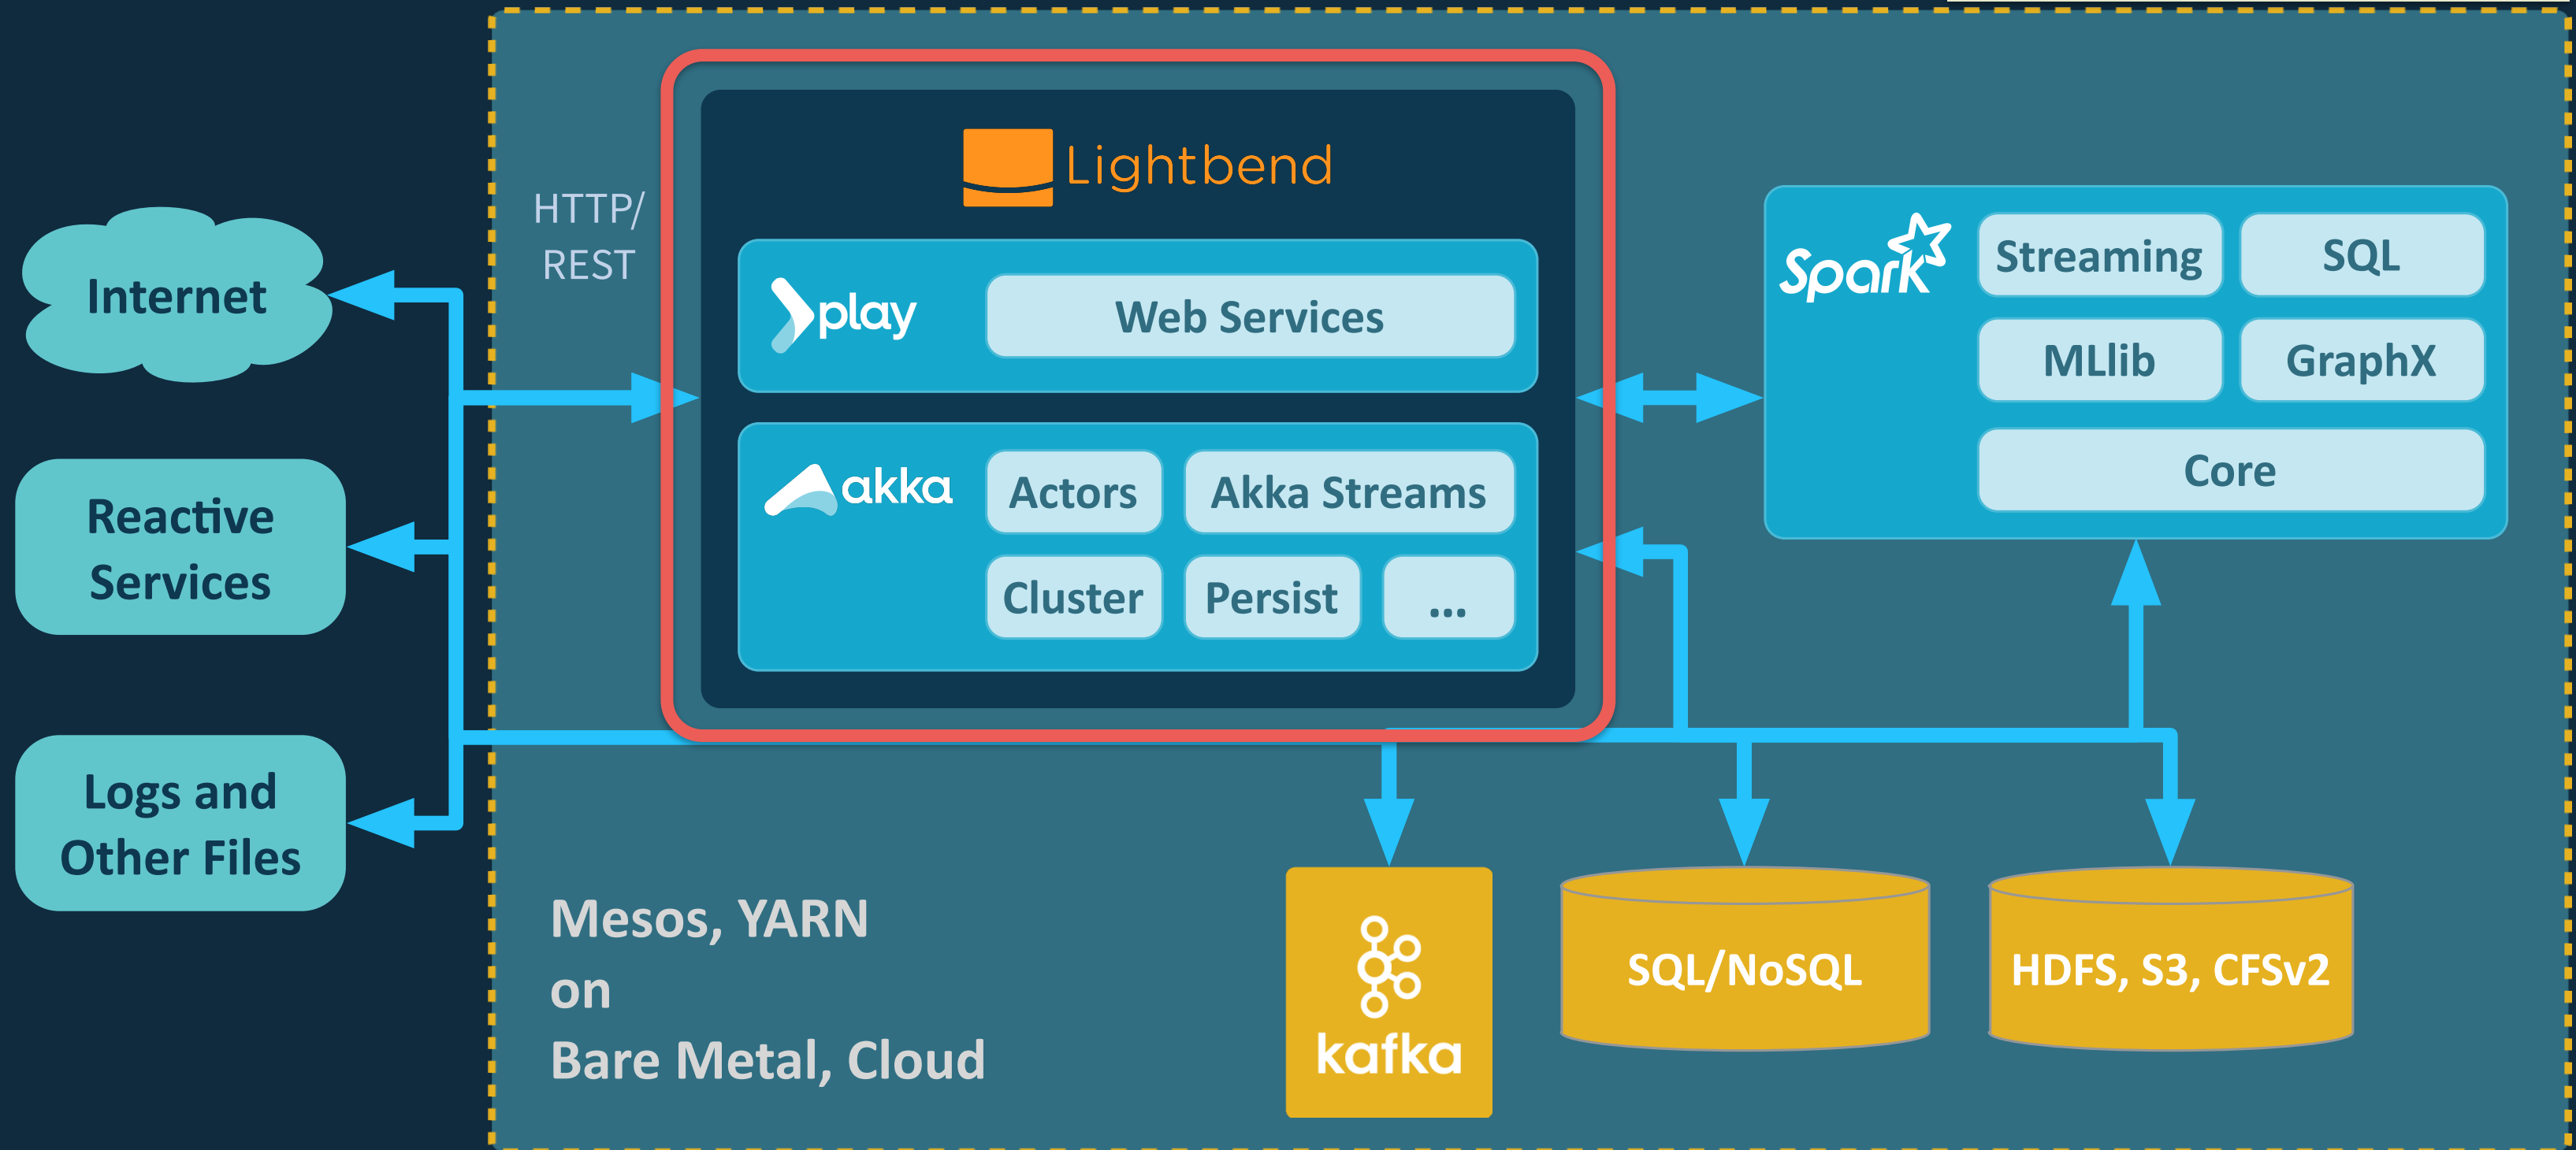 Lightbend
HTTP/
REST
Internet
play
Web Services
Spark
Streaming
SQL
MLlib
GraphX
Core
akka
Actors
Akka Streams
Cluster
Persist
...
Reactive
Services
Logs and
Other Files
Mesos, YARN
on
Bare Metal, Cloud
kafka
SQL/NoSQL
HDFS, S3, CFSv2